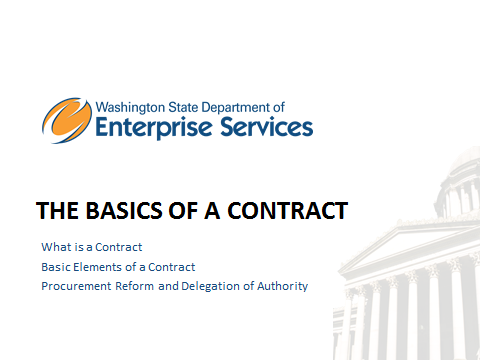 Washington State Department of
Enterprise Services
THE BASICS OF A CONTRACT
What is a Contract
Basic Elements of a Contract
Procurement Reform and Delegation of Authority